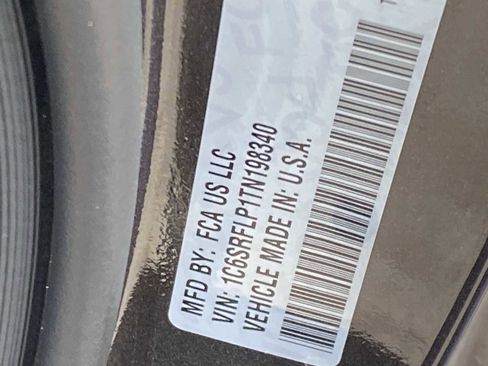 MFD BY: FCA US LLC
VIN: 1C6SRFLP1TN198340
VEHICLE MADE IN: U.S.A.